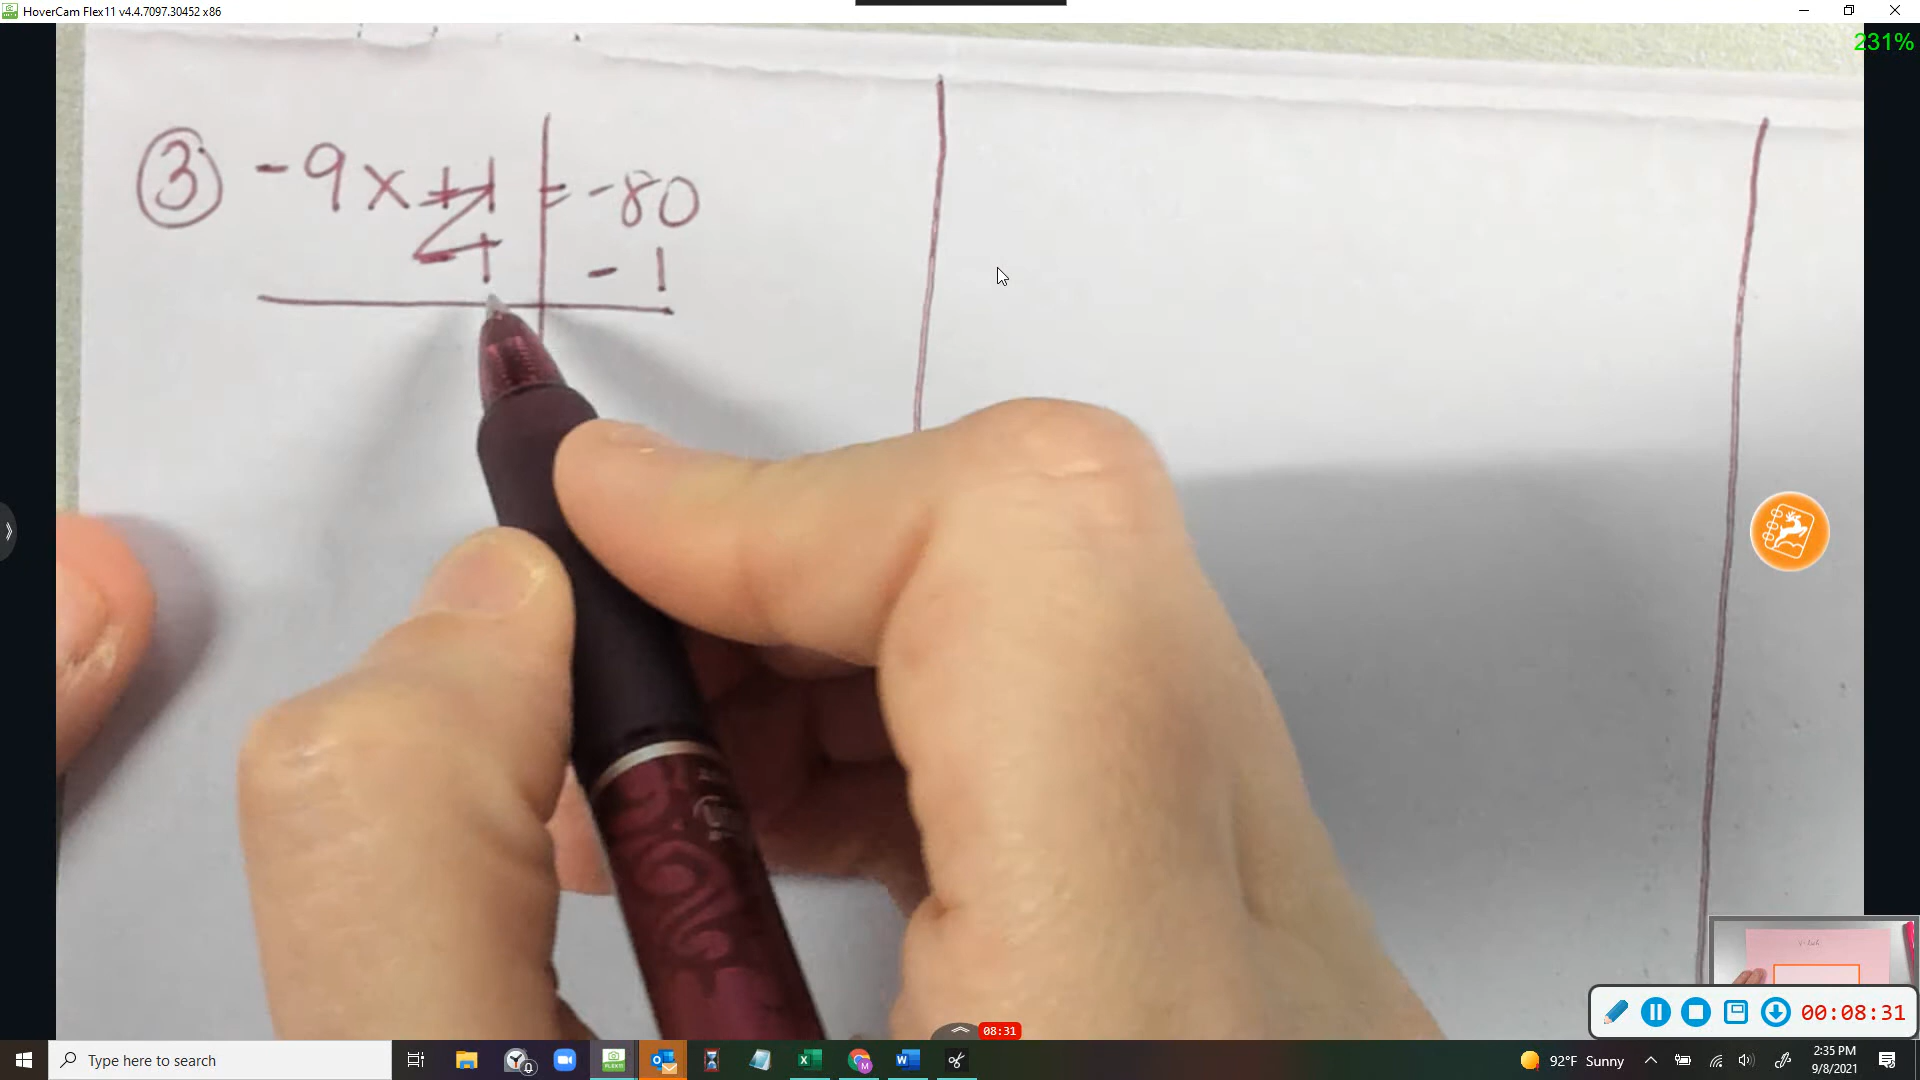 HoverCam Flex11 v4.4.7097.30452 x86
231%
③ -9x +1 = -80
-1 -1
08:31
00:08:31
Type here to search
92°F Sunny
2:35 PM
9/8/2021